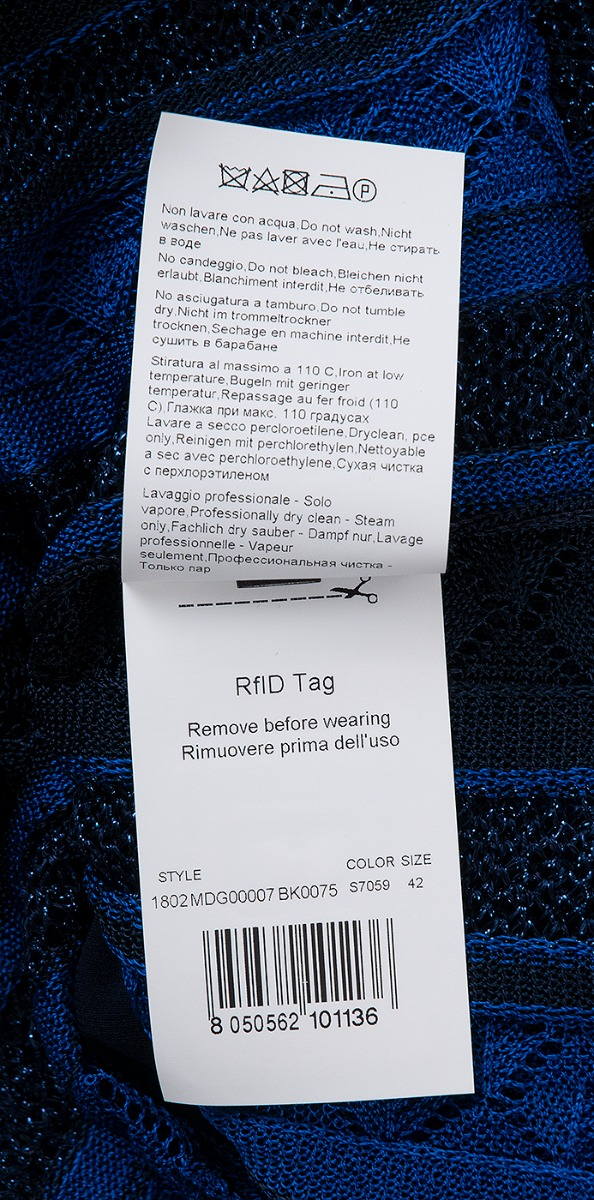 P
Non lavare con acqua,Do not wash,Nicht
waschen,Ne pas laver avec l'eau,Не стирать
в воде
No candeggio,Do not bleach,Bleichen nicht
erlaubt,Blanchiment interdit,Не отбеливать
No asciugatura a tamburo,Do not tumble
dry,Nicht im trommeltrockner
trocknen,Sechage en machine interdit,Не
сушить в барабане
Stiratura al massimo a 110 C,Iron at low
temperature,Bugeln mit geringer
temperatur,Repassage au fer froid (110
C),Глажка при макс. 110 градусах
Lavare a secco percloroetilene,Dryclean, pce
only,Reinigen mit perchlorethylen,Nettoyable
a sec avec perchloroethylene,Сухая чистка
с перхлорэтиленом
Lavaggio professionale - Solo
vapore,Professionally dry clean - Steam
only,Fachlich dry sauber - Dampf nur,Lavage
professionnelle - Vapeur
seulement,Профессиональная чистка -
Только пар
RfID Tag
Remove before wearing
Rimuovere prima dell'uso
STYLE COLOR SIZE
1802MDG00007BK0075 S7059 42
8 050562 101136